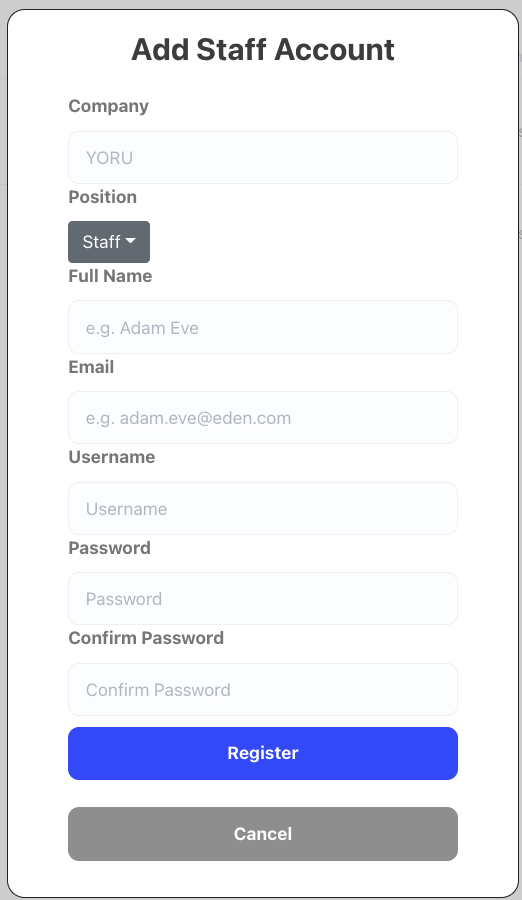 Add Staff Account
Company
YORU
Position
Staff
Full Name
e.g. Adam Eve
Email
e.g. adam.eve@eden.com
Username
Username
Password
Password
Confirm Password
Confirm Password
Register
Cancel